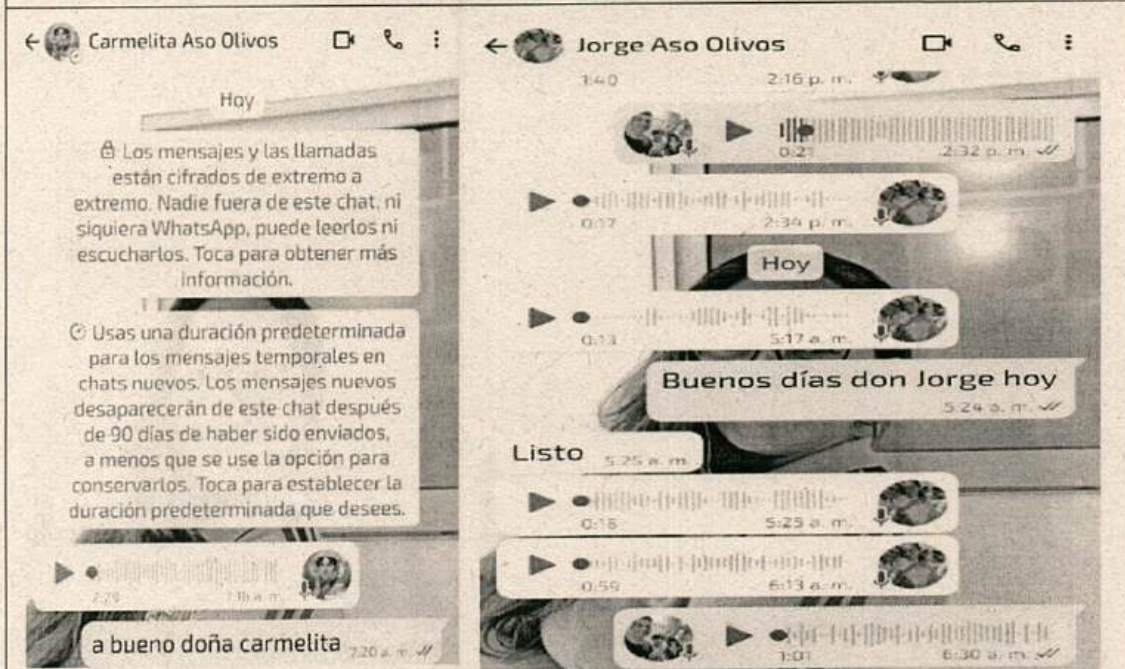 Carmelita Aso Olivos
Hoy
Los mensajes y las llamadas
están cifrados de extremo a
extremo. Nadie fuera de este chat, ni
siquiera WhatsApp, puede leerlos ni
escucharlos. Toca para obtener más
información.
Usas una duración predeterminada
para los mensajes temporales en
chats nuevos. Los mensajes nuevos
desaparecerán de este chat después
de 90 días de haber sido enviados,
a menos que se use la opción para
conservarlos. Toca para establecer la
duración predeterminada que desees.
a bueno doña carmelita 7:20 a. m.
Jorge Aso Olivos
1:40 2:16 p. m.
0:21 2:32 p. m.
0:17 2:34 p. m.
Hoy
0:13 5:17 a. m.
Buenos días don Jorge hoy
5:24 a. m.
Listo 5:25 a. m.
5:25 a. m.
0:59 6:13 a. m.
1:01 6:30 a. m.